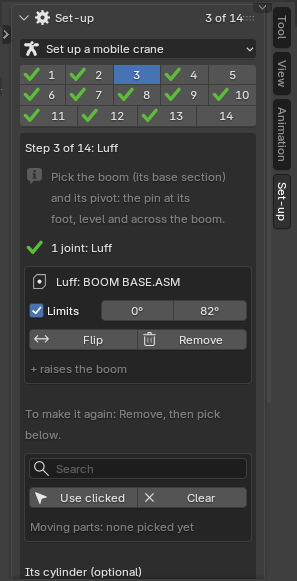 Set-up 3 of 14
Set up a mobile crane
1 2 3 4 5
6 7 8 9 10
11 12 13 14
Step 3 of 14: Luff
Pick the boom (its base section)
and its pivot: the pin at its
foot, level and across the boom.
1 joint: Luff
Luff: BOOM BASE.ASM
Limits 0° 82°
Flip Remove
+ raises the boom
To make it again: Remove, then pick
below.
Search
Use clicked Clear
Moving parts: none picked yet
Its cylinder (optional)
Tool
View
Animation
Set-up